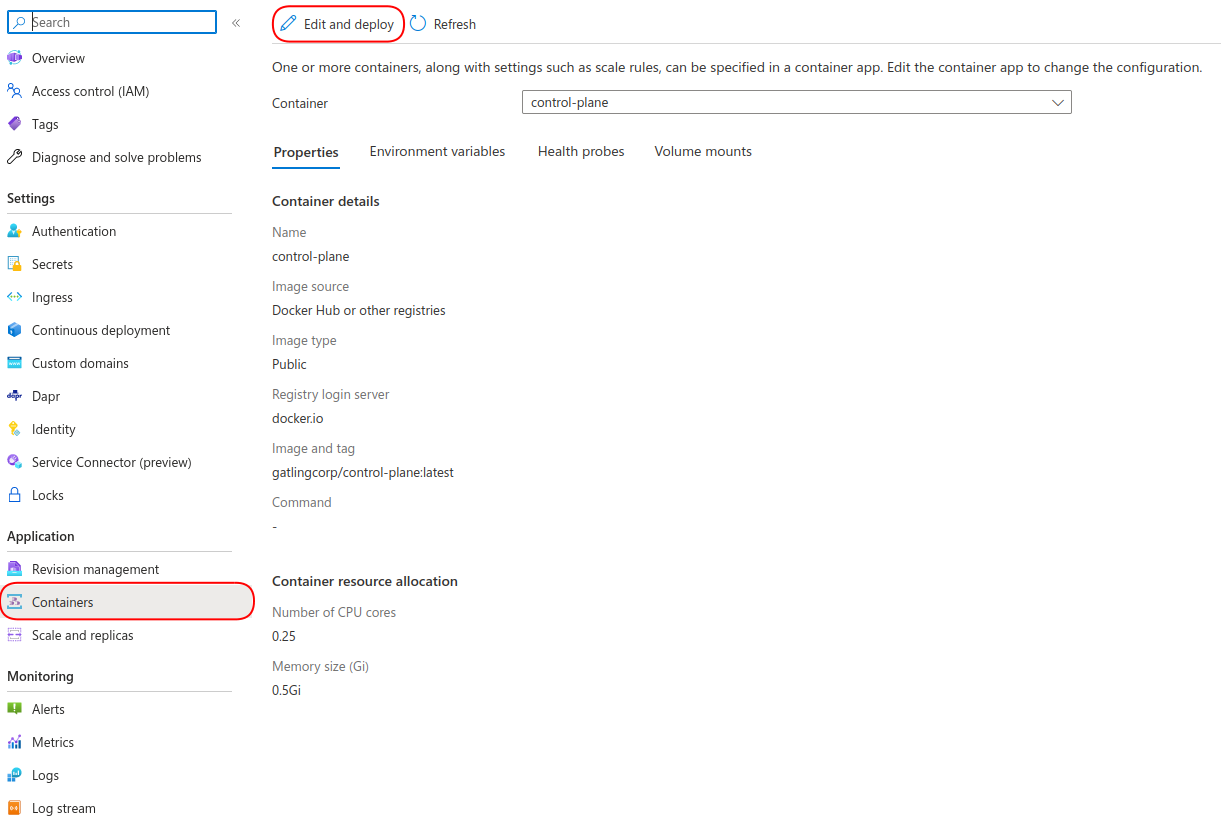 Search
«
Overview
Access control (IAM)
Tags
Diagnose and solve problems
Settings
Authentication
Secrets
Ingress
Continuous deployment
Custom domains
Dapr
Identity
Service Connector (preview)
Locks
Application
Revision management
Containers
Scale and replicas
Monitoring
Alerts
Metrics
Logs
Log stream
Edit and deploy Refresh
One or more containers, along with settings such as scale rules, can be specified in a container app. Edit the container app to change the configuration.
Container control-plane
Properties Environment variables Health probes Volume mounts
Container details
Name
control-plane
Image source
Docker Hub or other registries
Image type
Public
Registry login server
docker.io
Image and tag
gatlingcorp/control-plane:latest
Command
-
Container resource allocation
Number of CPU cores
0.25
Memory size (Gi)
0.5Gi